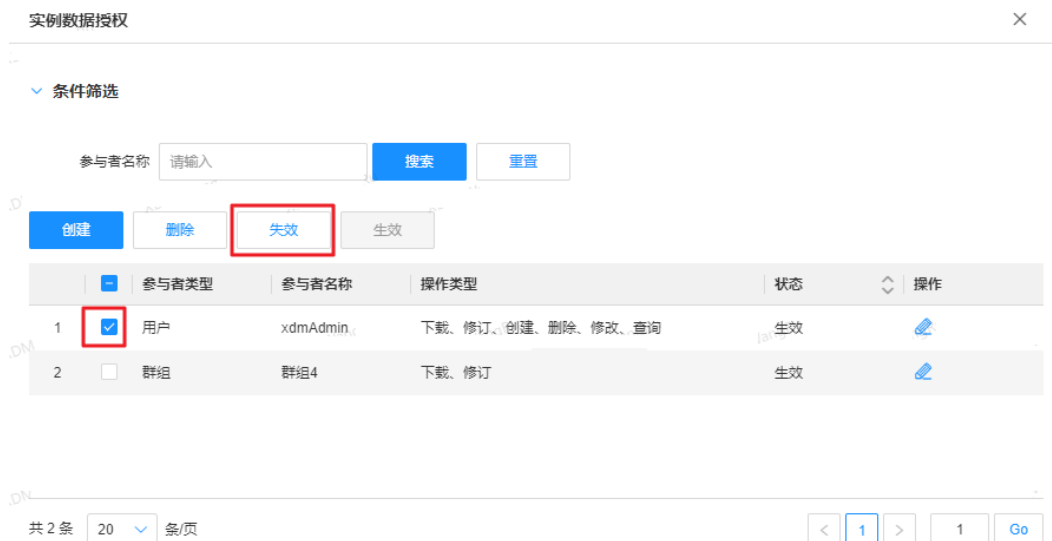 实例数据授权
条件筛选
参与者名称 请输入 搜索 重置
创建 删除 失效 生效
参与者类型 参与者名称 操作类型 状态 操作
1 用户 xdmAdmin 下载、修订、创建、删除、修改、查询 生效
2 群组 群组4 下载、修订 生效
共 2 条 20 条/页 < 1 > 1 Go